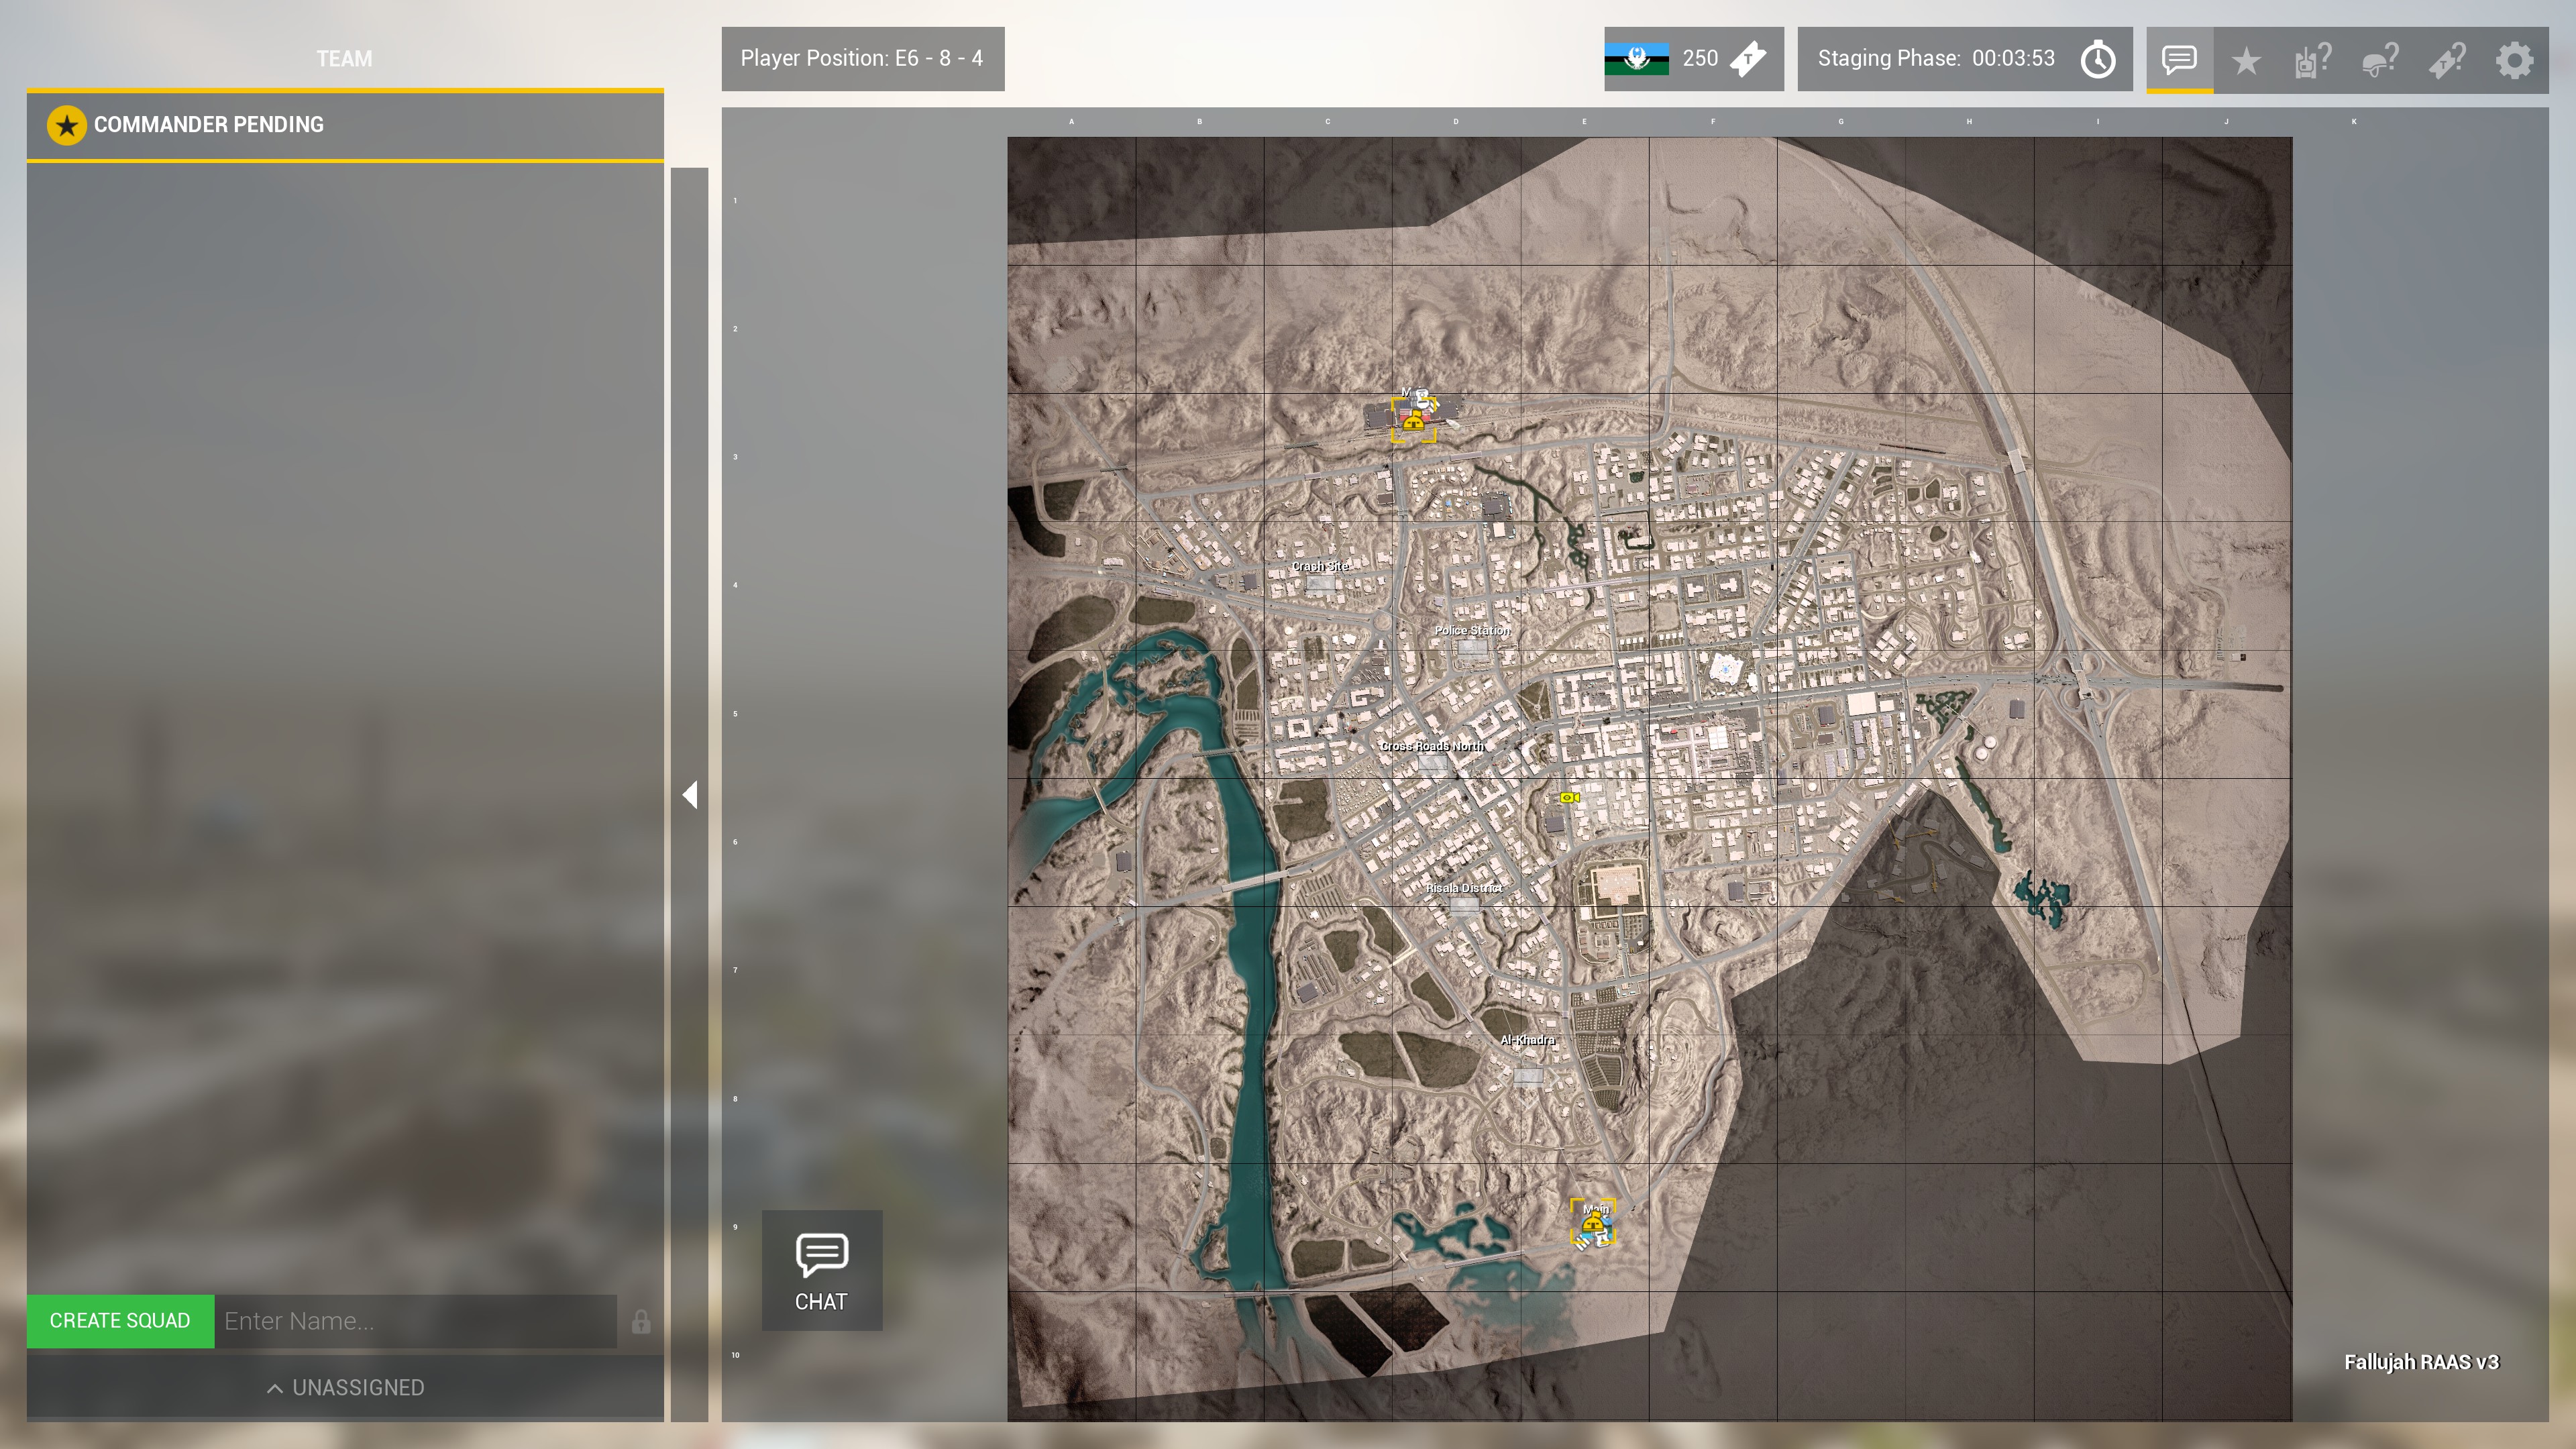 TEAM
Player Position: E6 - 8 - 4
250
T
Staging Phase: 00:03:53
COMMANDER PENDING
A B C D E F G H I J K
1
2
3
4
Crash Site
Police Station
5
Cross Roads North
6
Risala District
7
Al-Khadra
8
9
Main
CHAT
CREATE SQUAD Enter Name...
10
Fallujah RAAS v3
UNASSIGNED